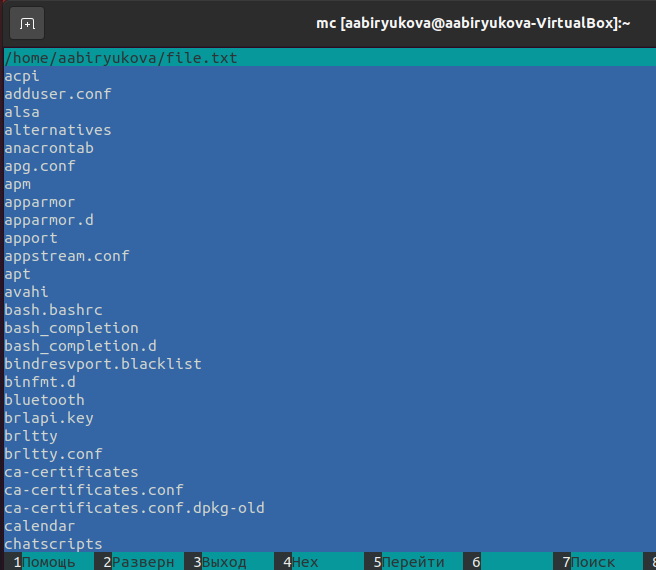 mc [aabiryukova@aabiryukova-VirtualBox]:~
/home/aabiryukova/file.txt
acpi
adduser.conf
alsa
alternatives
anacrontab
apg.conf
apm
apparmor
apparmor.d
apport
appstream.conf
apt
avahi
bash.bashrc
bash_completion
bash_completion.d
bindresvport.blacklist
binfmt.d
bluetooth
brlapi.key
brltty
brltty.conf
ca-certificates
ca-certificates.conf
ca-certificates.conf.dpkg-old
calendar
chatscripts
1Помощь 2Разверн 3Выход 4Hex 5Перейти 6 7Поиск 8